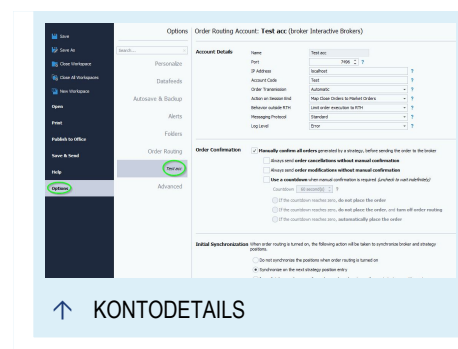 Options
Order Routing Account: Test acc (broker Interactive Brokers)
Save
Save As
Close Workspace
Close All Workspaces
New Workspace
Open
Print
Publish to Office
Save & Send
Help
Options
Search...
Personalize
Datafeeds
Autosave & Backup
Alerts
Folders
Order Routing
Test acc
Advanced
Account Details
Name Test acc
Port 7496 ?
IP Address localhost ?
Account Code Test ?
Order Transmission Automatic ?
Action on Session End Map Close Orders to Market Orders ?
Behavior outside RTH Limit order execution to RTH ?
Messaging Protocol Standard ?
Log Level Error ?
Order Confirmation
Manually confirm all orders generated by a strategy, before sending the order to the broker
Always send order cancellations without manual confirmation
Always send order modifications without manual confirmation
Use a countdown when manual confirmation is required (uncheck to wait indefinitely)
Countdown 60 second(s) ?
If the countdown reaches zero, do not place the order
If the countdown reaches zero, do not place the order, and turn off order routing
If the countdown reaches zero, automatically place the order
Initial Synchronization
When order routing is turned on, the following action will be taken to synchronize broker and strategy
positions.
Do not synchronize the positions when order routing is turned on
Synchronize on the next strategy position entry
↑ KONTODETAILS